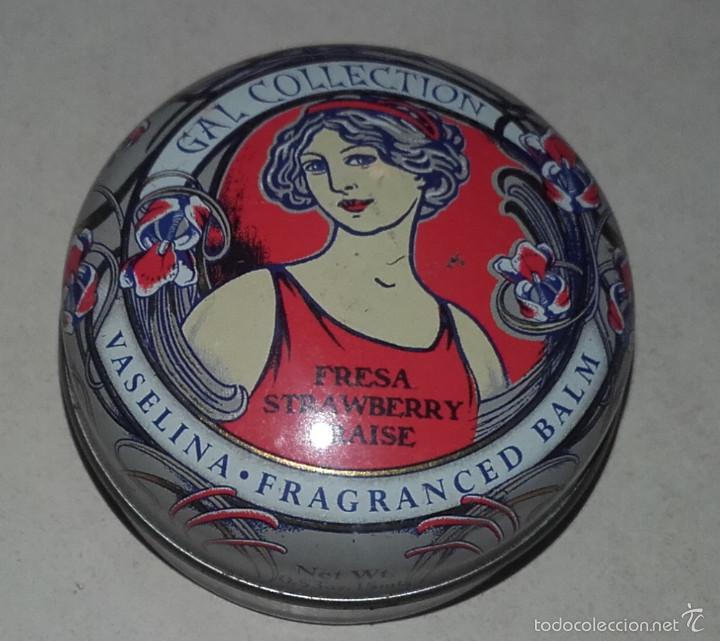 GAL COLLECTION
FRESA
STRAWBERRY
FRAISE
VASELINA • FRAGRANCED BALM
Net Wt.
todocoleccion.net